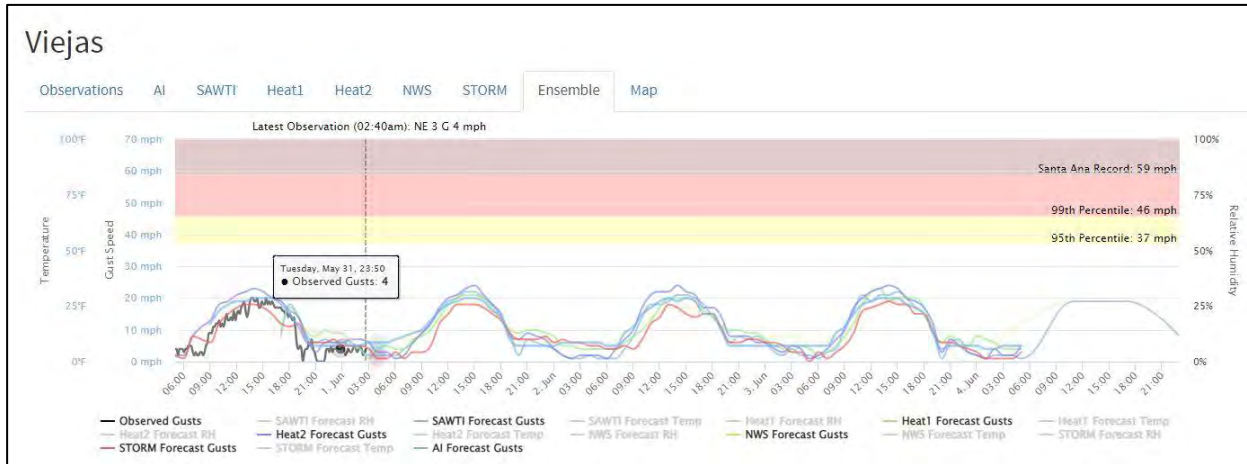 Viejas
Observations AI SAWTI Heat1 Heat2 NWS STORM Ensemble Map
Latest Observation (02:40am): NE 3 G 4 mph
100°F 70 mph 100%
60 mph
Santa Ana Record: 59 mph
75°F 50 mph 75%
99th Percentile: 46 mph
40 mph
95th Percentile: 37 mph
50°F 30 mph 50%
Temperature
Gust Speed
Relative Humidity
Tuesday, May 31, 23:50
● Observed Gusts: 4
25°F 20 mph 25%
10 mph
0°F 0 mph 0%
06:00 09:00 12:00 15:00 18:00 21:00 1. Jun 03:00 06:00 09:00 12:00 15:00 18:00 21:00 2. Jun 03:00 06:00 09:00 12:00 15:00 18:00 21:00 3. Jun 03:00 06:00 09:00 12:00 15:00 18:00 21:00 4. Jun 03:00 06:00 09:00 12:00 15:00 18:00 21:00
Observed Gusts SAWTI Forecast RH SAWTI Forecast Gusts SAWTI Forecast Temp Heat1 Forecast RH Heat1 Forecast Gusts Heat1 Forecast Temp
Heat2 Forecast RH Heat2 Forecast Gusts Heat2 Forecast Temp NWS Forecast RH NWS Forecast Gusts NWS Forecast Temp STORM Forecast RH
STORM Forecast Gusts STORM Forecast Temp AI Forecast Gusts